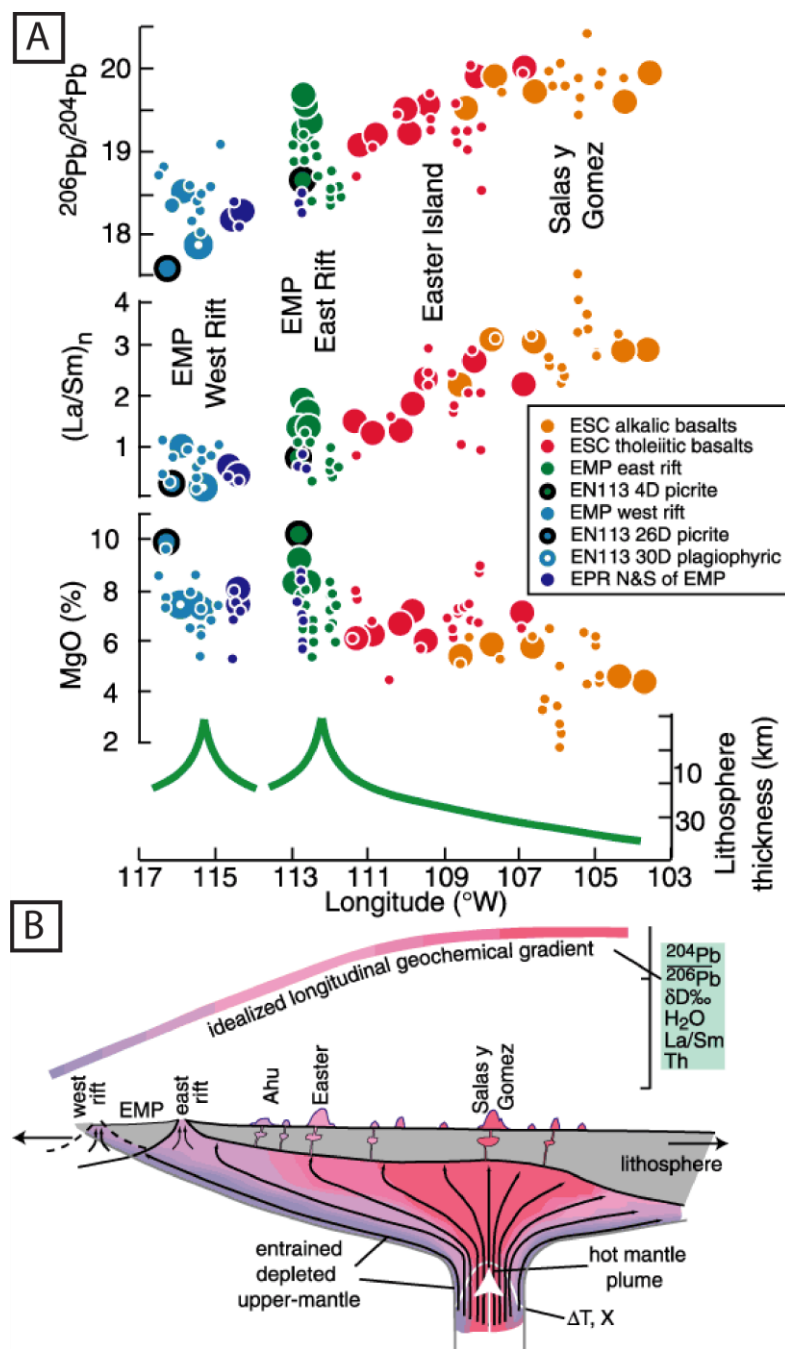 A
206Pb/204Pb
20
19
18
EMP
West Rift
EMP
East Rift
Easter Island
Salas y
Gomez
(La/Sm)n
4
3
2
1
0
ESC alkalic basalts
ESC tholeiitic basalts
EMP east rift
EN113 4D picrite
EMP west rift
EN113 26D picrite
EN113 30D plagiophyric
EPR N&S of EMP
MgO (%)
10
8
6
4
2
10
30
Lithosphere
thickness (km)
117 115 113 111 109 107 105 103
Longitude (°W)
B
idealized longitudinal geochemical gradient
204Pb
206Pb
δD‰
H2O
La/Sm
Th
west
rift
EMP
east
rift
Ahu
Easter
Salas y
Gomez
lithosphere
entrained
depleted
upper-mantle
hot mantle
plume
ΔT, X